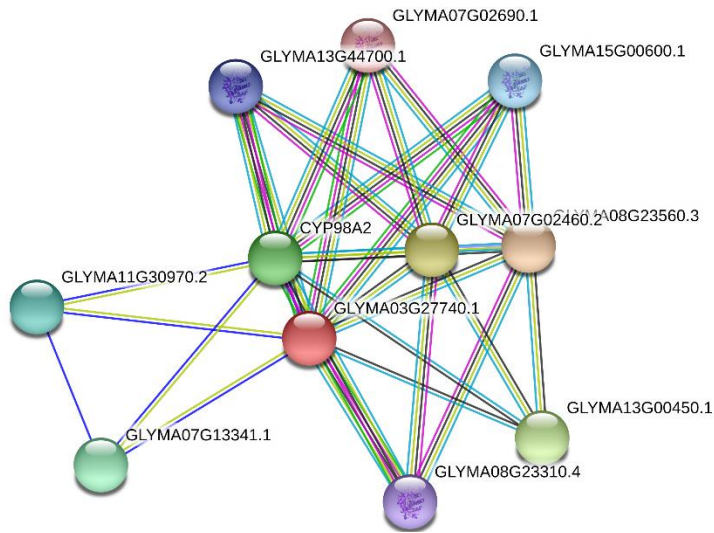 GLYMA07G02690.1
GLYMA13G44700.1
GLYMA15G00600.1
CYP98A2
GLYMA07G02460.2
GLYMA08G23560.3
GLYMA11G30970.2
GLYMA03G27740.1
GLYMA13G00450.1
GLYMA07G13341.1
GLYMA08G23310.4